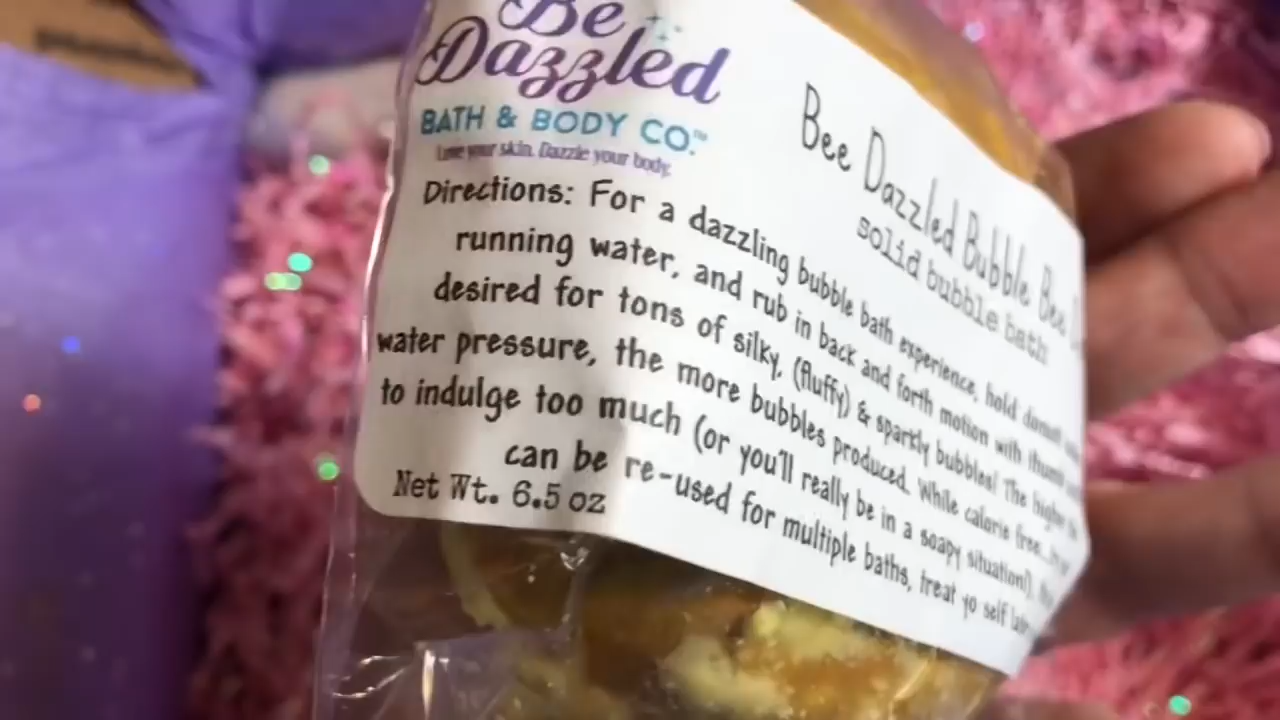 Be
Dazzled
BATH & BODY CO.™
Love your skin. Dazzle your body.
Bee Dazzled Bubble Bee
solid bubble bath
Directions: For a dazzling bubble bath experience, hold donut
running water, and rub in back and forth motion with
desired for tons of silky, (fluffy) & sparkly bubbles! The higher
water pressure, the more bubbles produced. While calorie free,
to indulge too much (or you'll really be in a soapy situation!),
can be re-used for multiple baths, treat yo self
Net Wt. 6.5 oz